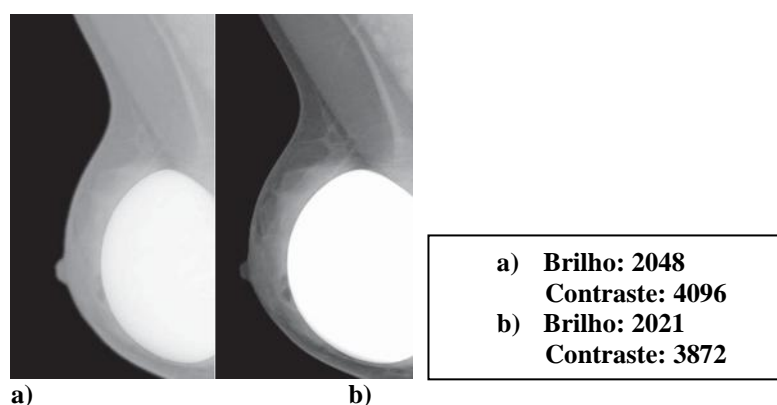 a) Brilho: 2048
Contraste: 4096
b) Brilho: 2021
Contraste: 3872
a) b)